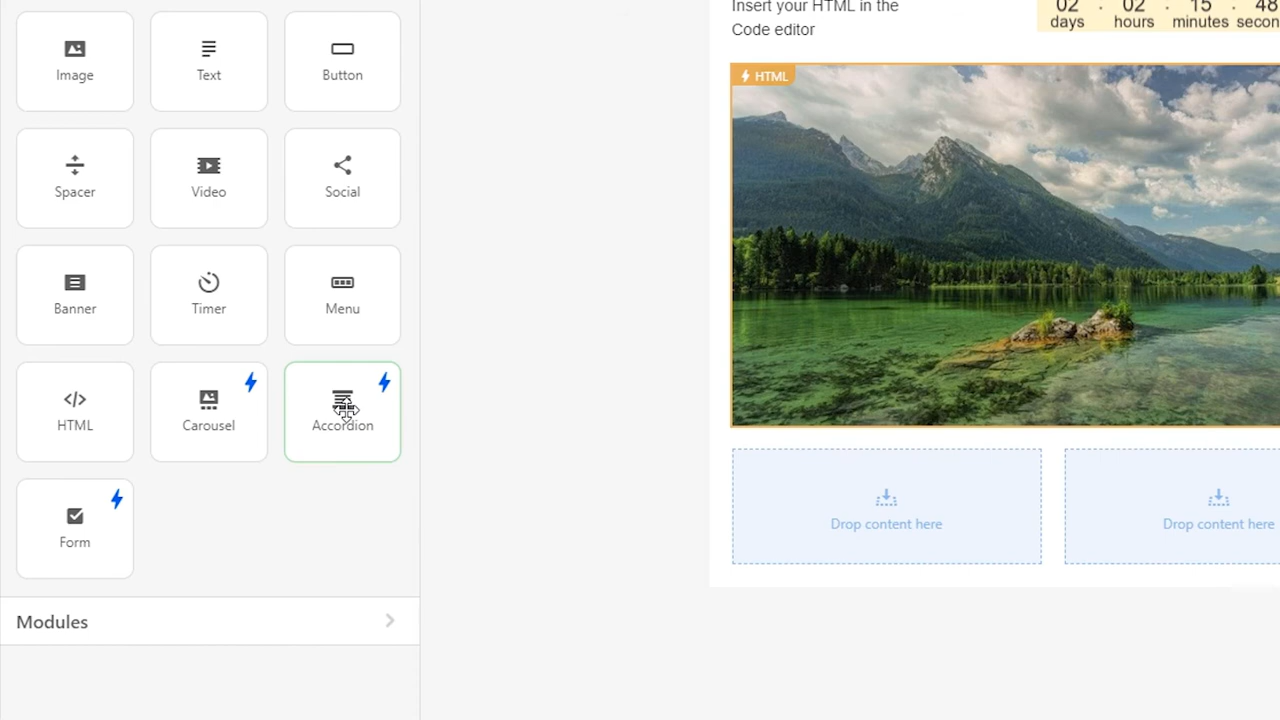 Image
Text
Button
Spacer
Video
Social
Banner
Timer
Menu
HTML
Carousel
Accordion
Form
Modules
Insert your HTML in the
Code editor
02 : 02 : 15 : 48
days hours minutes secon
HTML
Drop content here
Drop content here